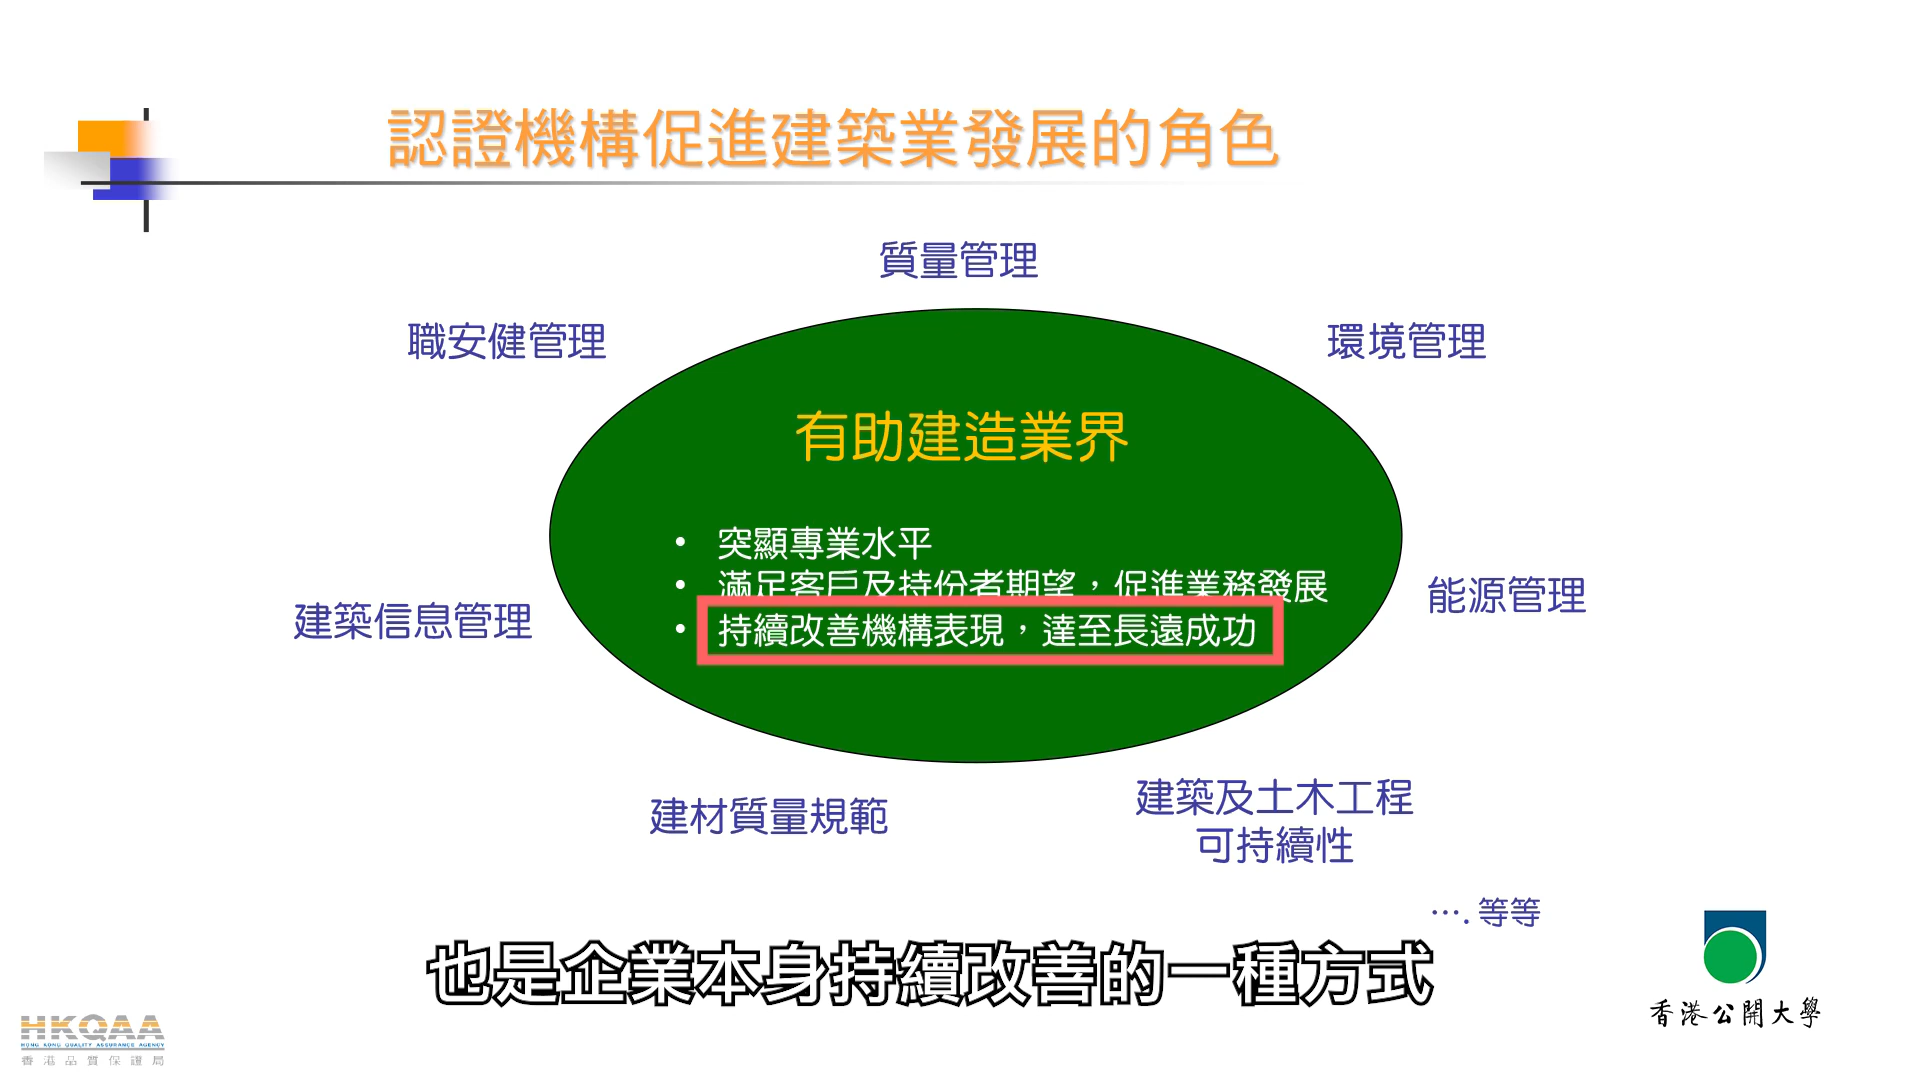 認證機構促進建築業發展的角色
質量管理
職安健管理
環境管理
有助建造業界
• 突顯專業水平
• 滿足客戶及持份者期望，促進業務發展
• 持續改善機構表現，達至長遠成功
建築信息管理
能源管理
建材質量規範
建築及土木工程
可持續性
…. 等等
也是企業本身持續改善的一種方式
香港公開大學
HKQAA
HONG KONG QUALITY ASSURANCE AGENCY
香港品質保證局